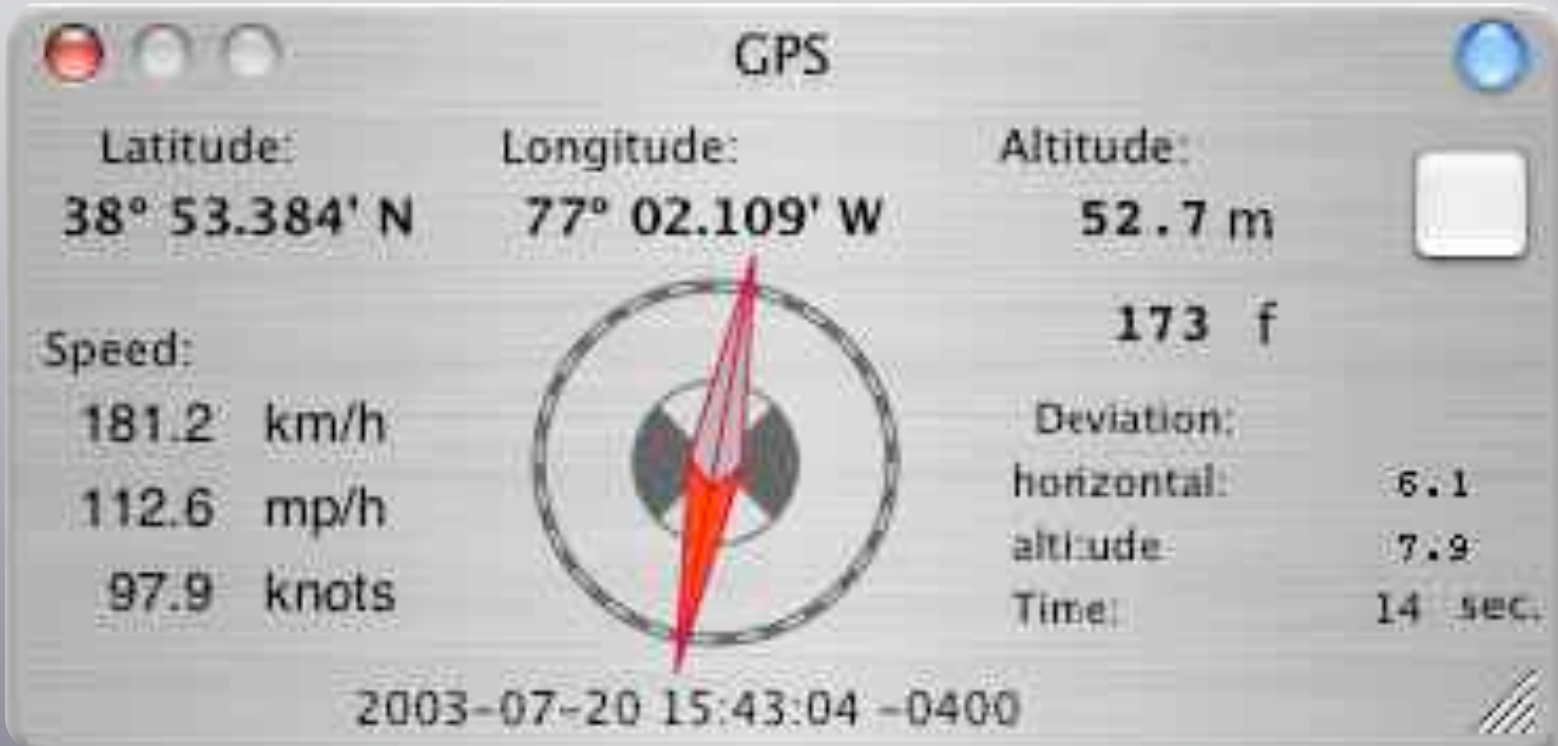 GPS
Latitude: Longitude: Altitude:
38° 53.384' N 77° 02.109' W 52.7 m
173 f
Speed:
181.2 km/h
112.6 mp/h
97.9 knots
Deviation:
horizontal: 6.1
altitude 7.9
Time: 14 sec.
2003-07-20 15:43:04 -0400